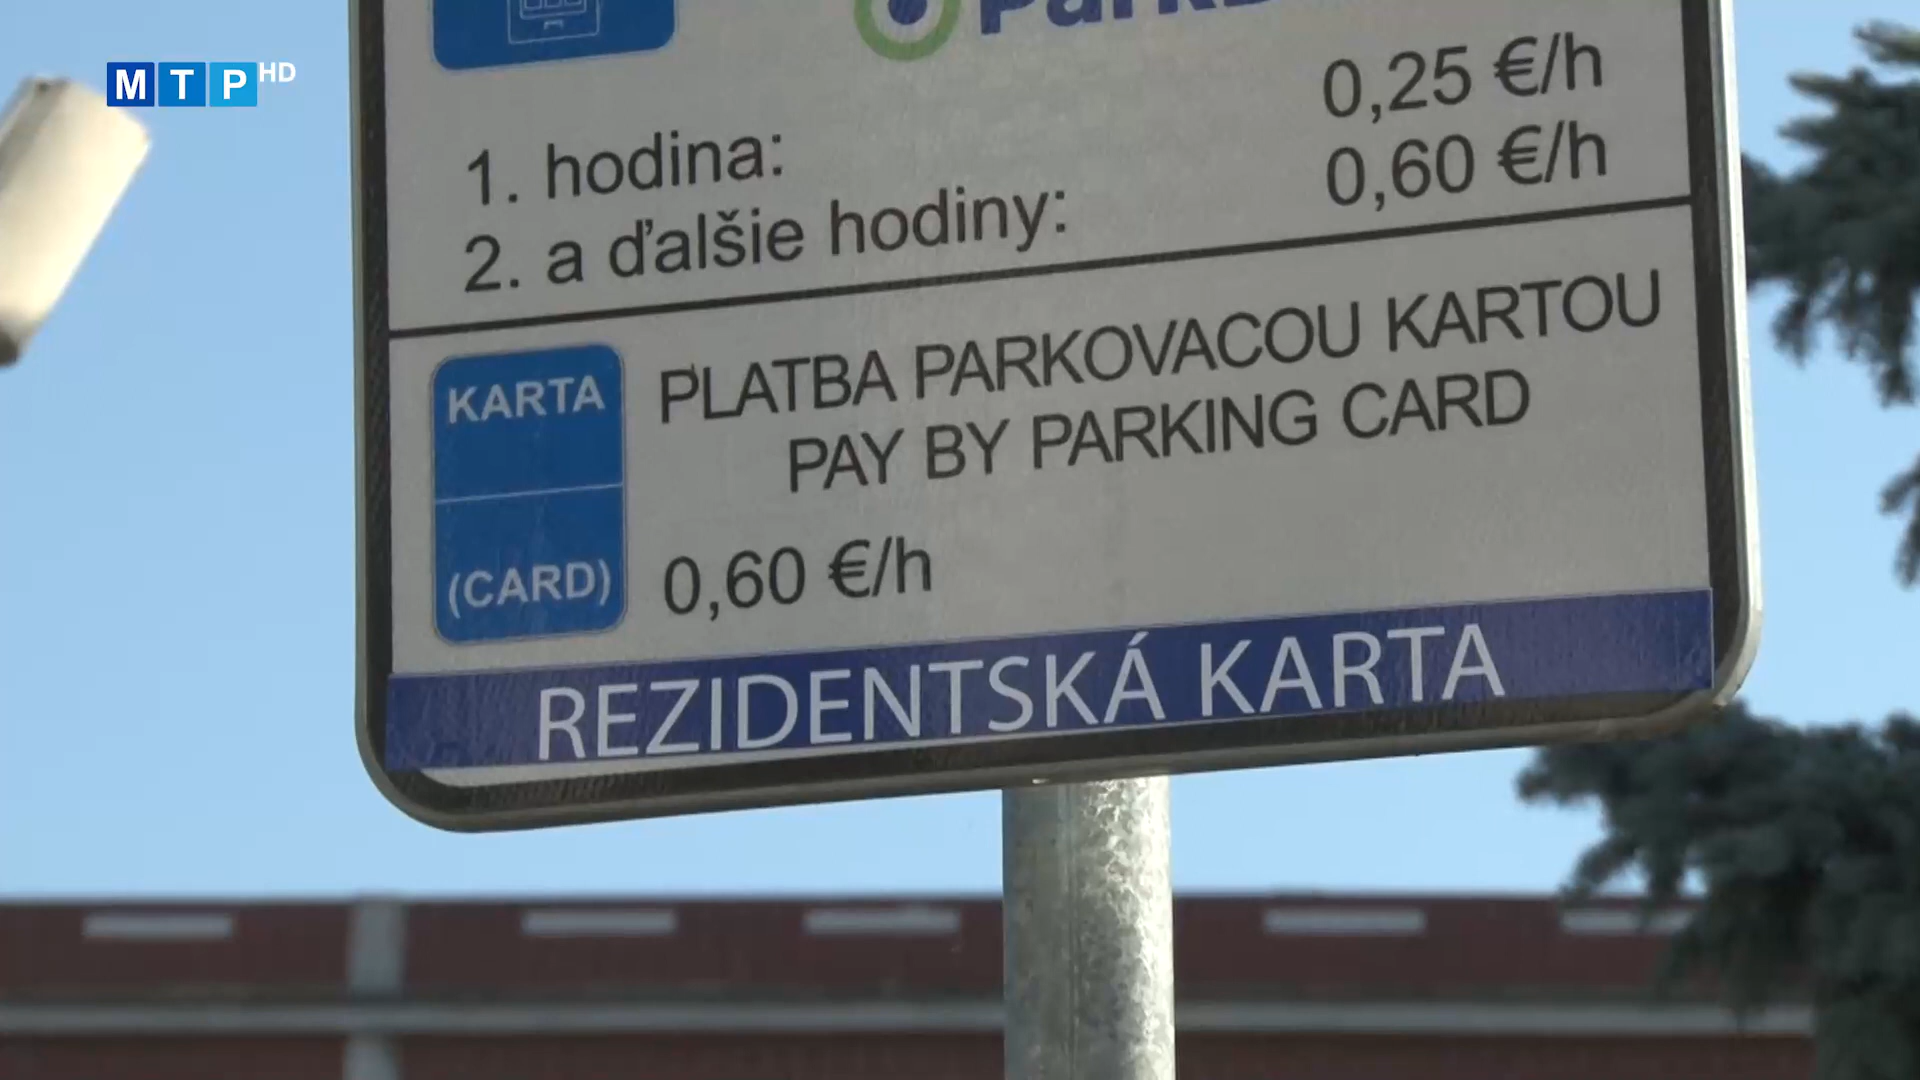 MTP HD
0,25 €/h
1. hodina:
0,60 €/h
2. a ďalšie hodiny:
KARTA
(CARD)
PLATBA PARKOVACOU KARTOU
PAY BY PARKING CARD
0,60 €/h
REZIDENTSKÁ KARTA